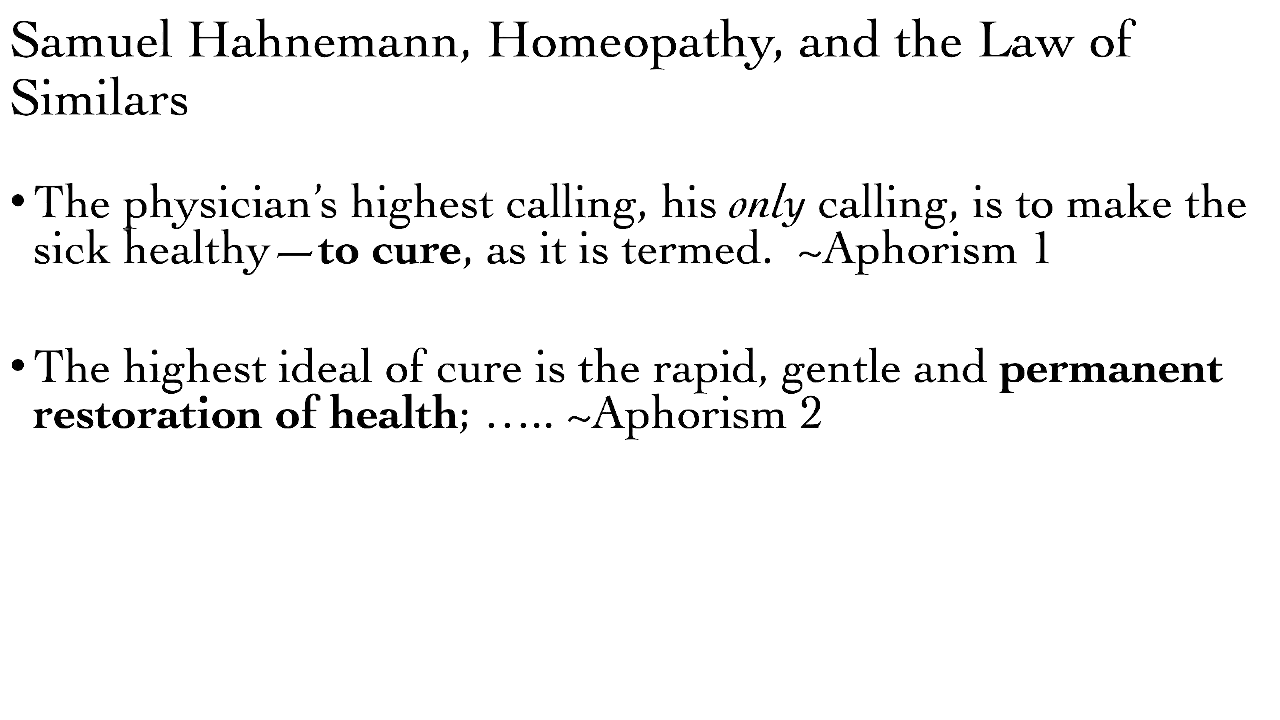 Samuel Hahnemann, Homeopathy, and the Law of
Similars
• The physician’s highest calling, his only calling, is to make the
sick healthy—to cure, as it is termed.  ~Aphorism 1
• The highest ideal of cure is the rapid, gentle and permanent
restoration of health; ….. ~Aphorism 2